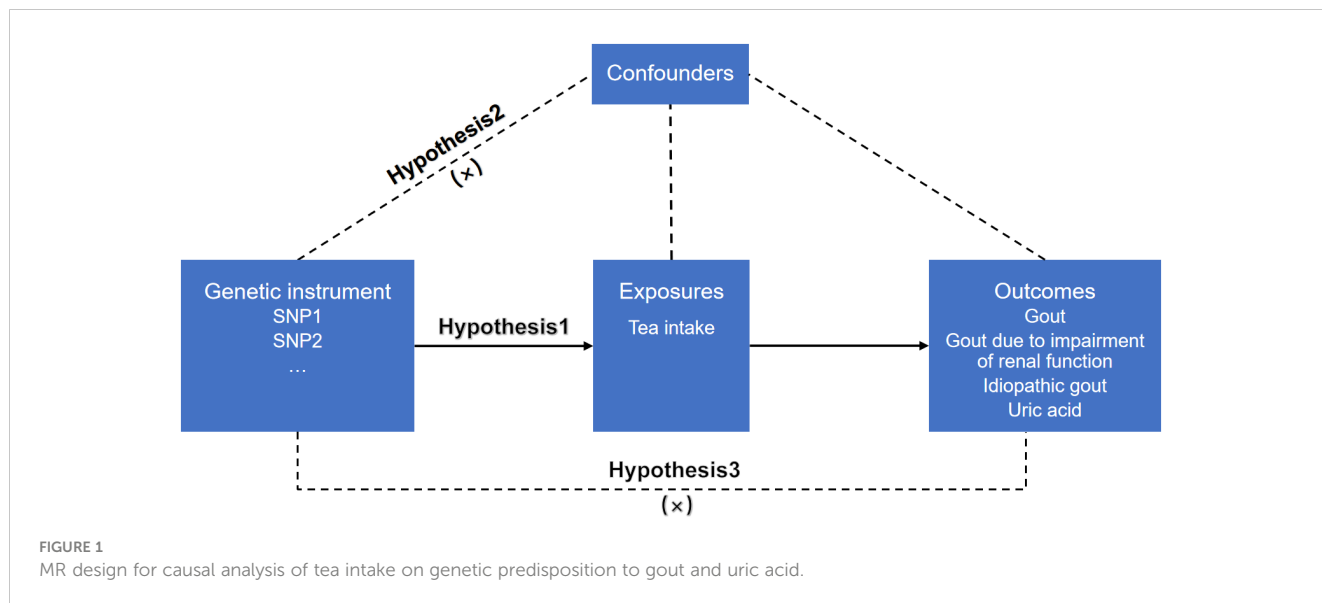 Confounders
Hypothesis2
(×)
Genetic instrument
SNP1
SNP2
...
Hypothesis1
Exposures
Tea intake
Outcomes
Gout
Gout due to impairment
of renal function
Idiopathic gout
Uric acid
Hypothesis3
(×)
FIGURE 1
MR design for causal analysis of tea intake on genetic predisposition to gout and uric acid.